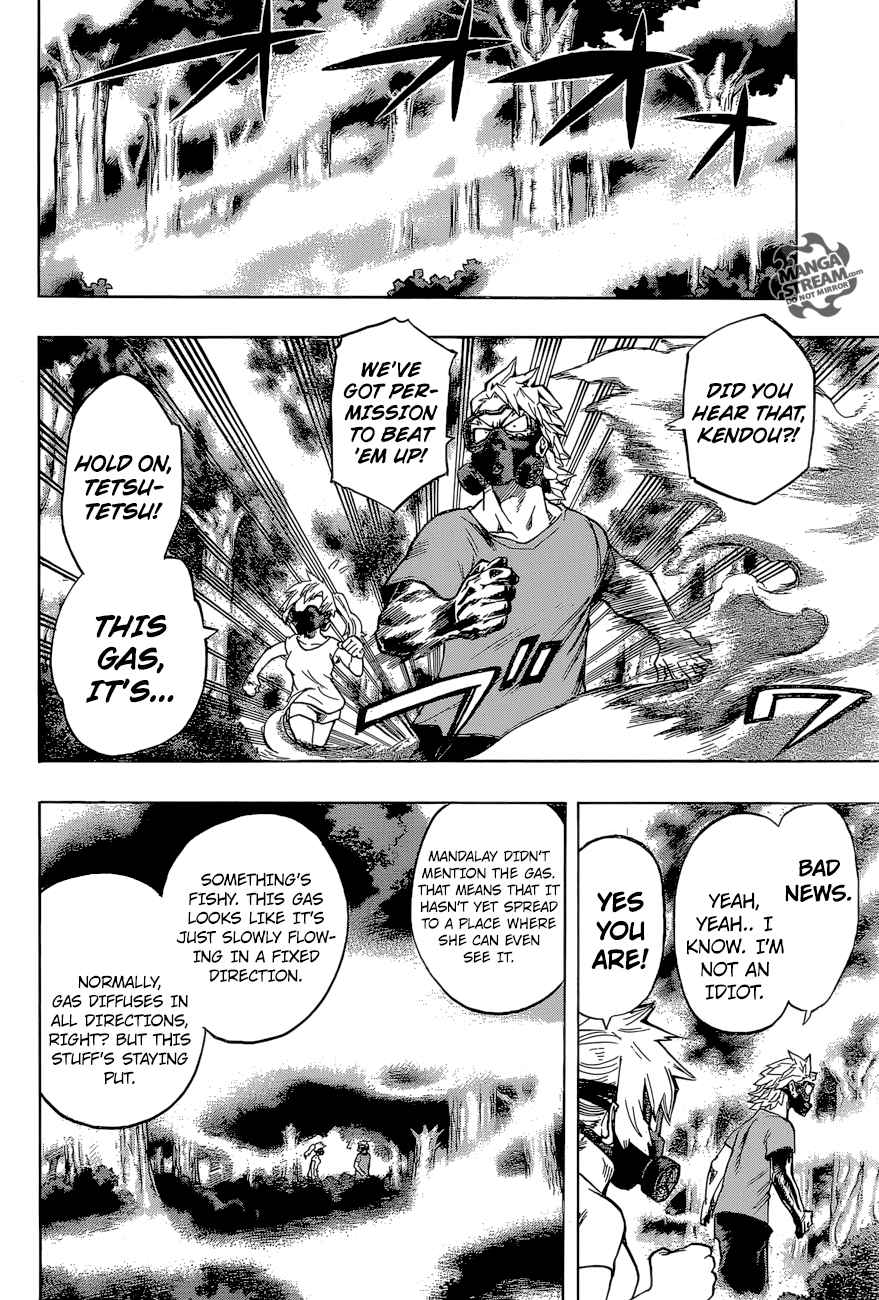 MANGA
STREAM.com
DO NOT MIRROR
DID YOU
HEAR THAT,
KENDOU?!
WE'VE
GOT PER-
MISSION
TO BEAT
'EM UP!
HOLD ON,
TETSU-
TETSU!
THIS
GAS,
IT'S...
ワ
ワ
BAD
NEWS.
YEAH,
YEAH.. I
KNOW. I'M
NOT AN
IDIOT.
YES
YOU
ARE!
MANDALAY DIDN'T
MENTION THE GAS.
THAT MEANS THAT IT
HASN'T YET SPREAD
TO A PLACE WHERE
SHE CAN EVEN
SEE IT.
SOMETHING'S
FISHY. THIS GAS
LOOKS LIKE IT'S
JUST SLOWLY FLOW-
ING IN A FIXED
DIRECTION.
NORMALLY,
GAS DIFFUSES IN
ALL DIRECTIONS,
RIGHT? BUT THIS
STUFF'S STAYING
PUT.